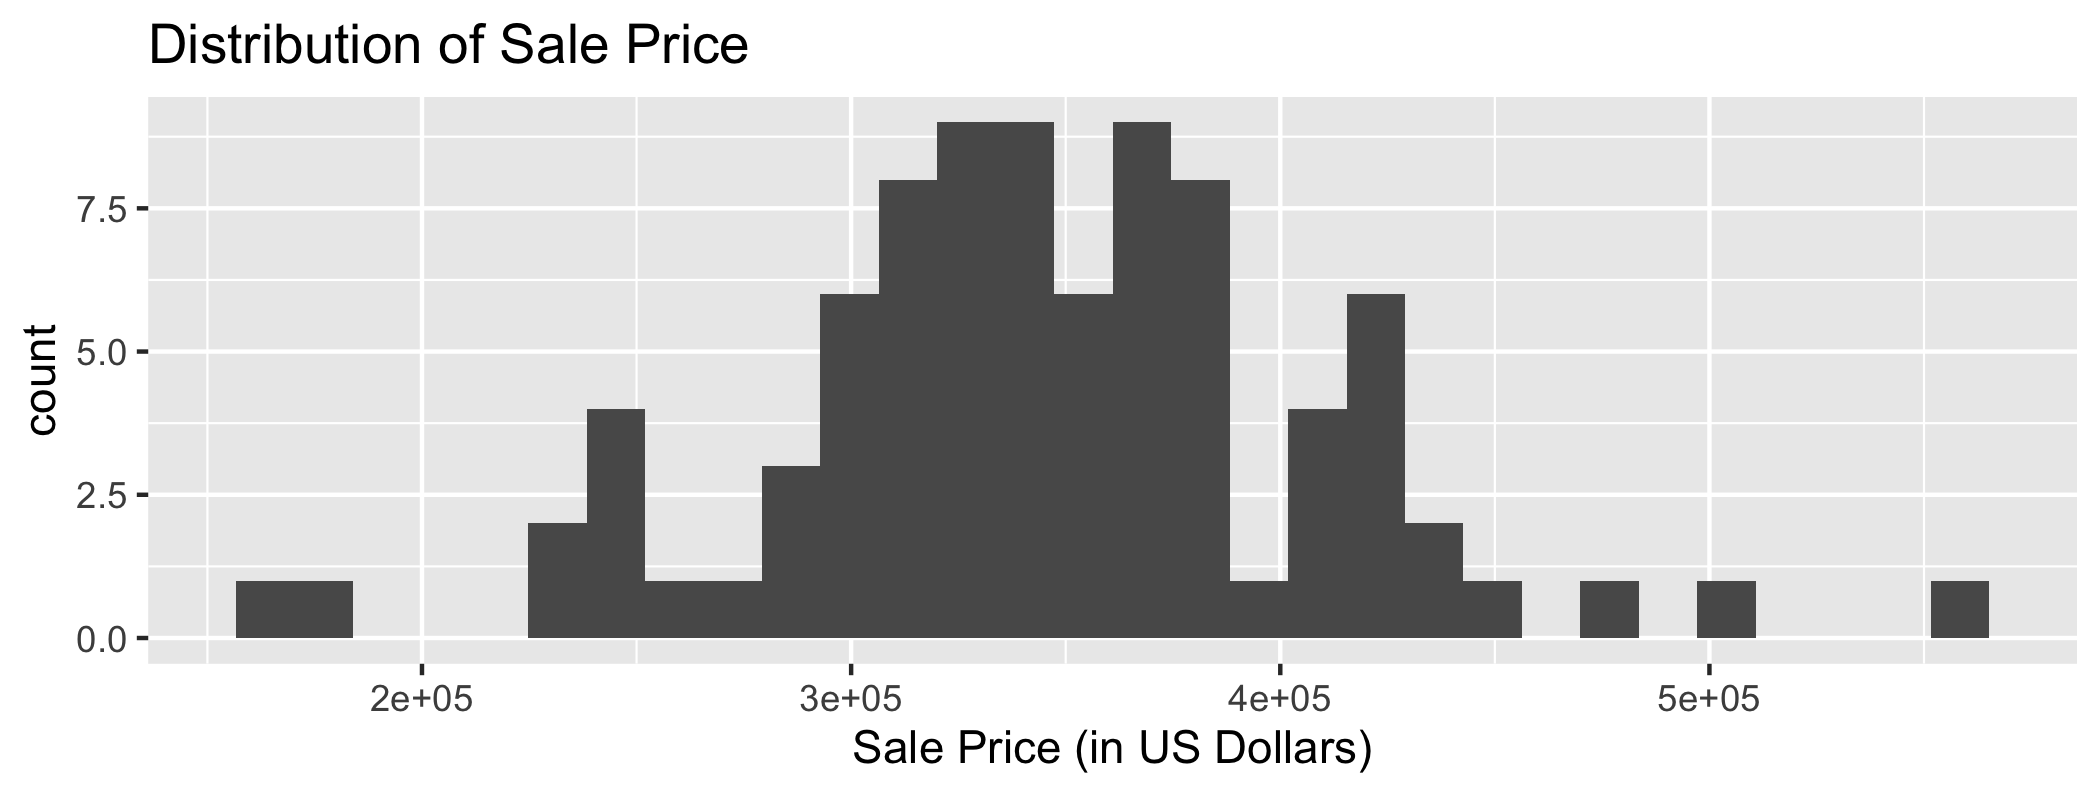 Distribution of Sale Price
count
7.5
5.0
2.5
0.0
2e+05 3e+05 4e+05 5e+05
Sale Price (in US Dollars)